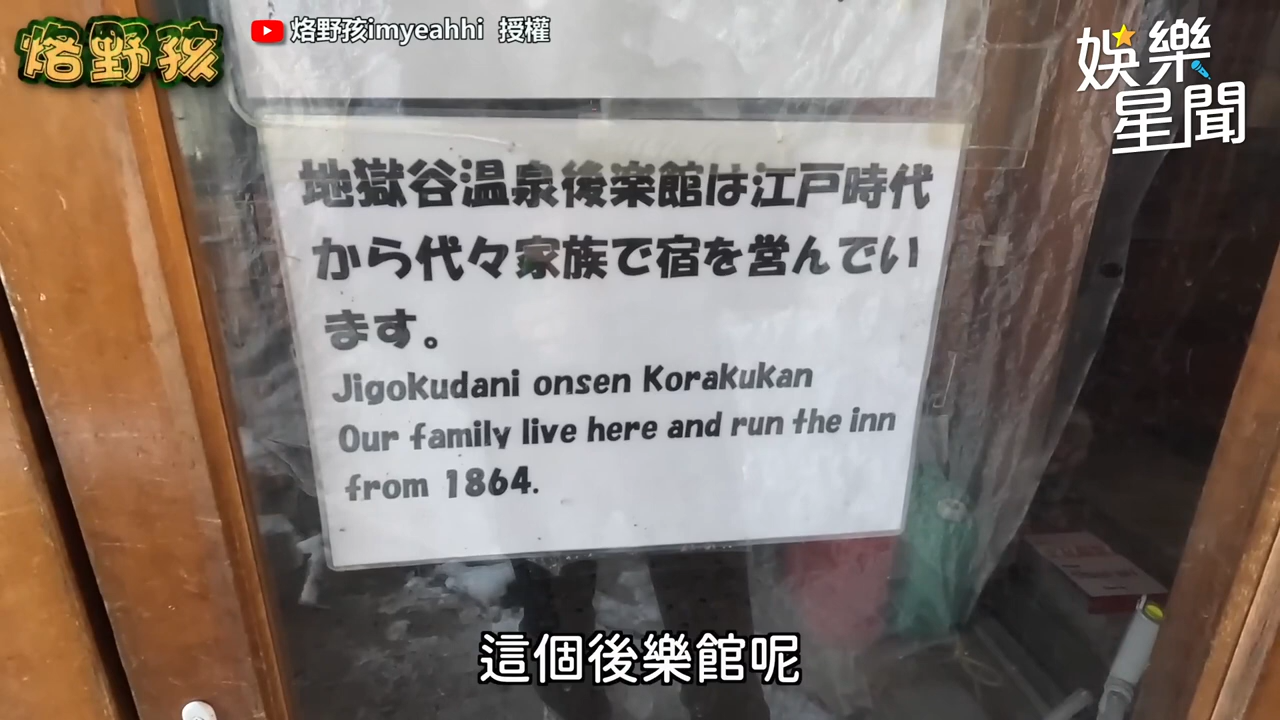 烙野孩
烙野孩imyeahhi 授權
娛樂
星聞
地獄谷温泉後楽館は江戸時代
から代々家族で宿を営んでい
ます。
Jigokudani onsen Korakukan
Our family live here and run the inn
from 1864.
這個後樂館呢